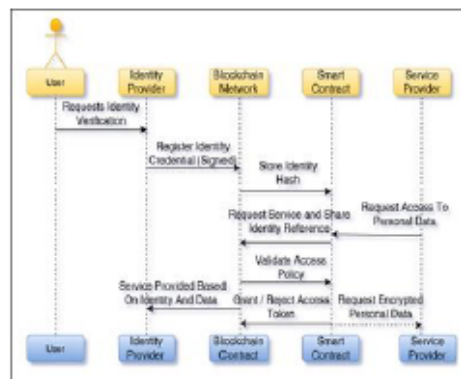 User
Identity
Provider
Blockchain
Network
Smart
Contract
Service
Provider
Requests Identity
Verification
Register Identity
Credential (Signed)
Store Identity
Hash
Request Access To
Personal Data
Request Service and Share
Identity Reference
Validate Access
Policy
Service Provided Based
On Identity And Data
Grant / Reject Access
Token
Request Encrypted
Personal Data
User
Identity
Provider
Blockchain
Contract
Smart
Contract
Service
Provider